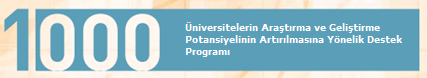 1000
Üniversitelerin Araştırma ve Geliştirme
Potansiyelinin Artırılmasına Yönelik Destek
Programı